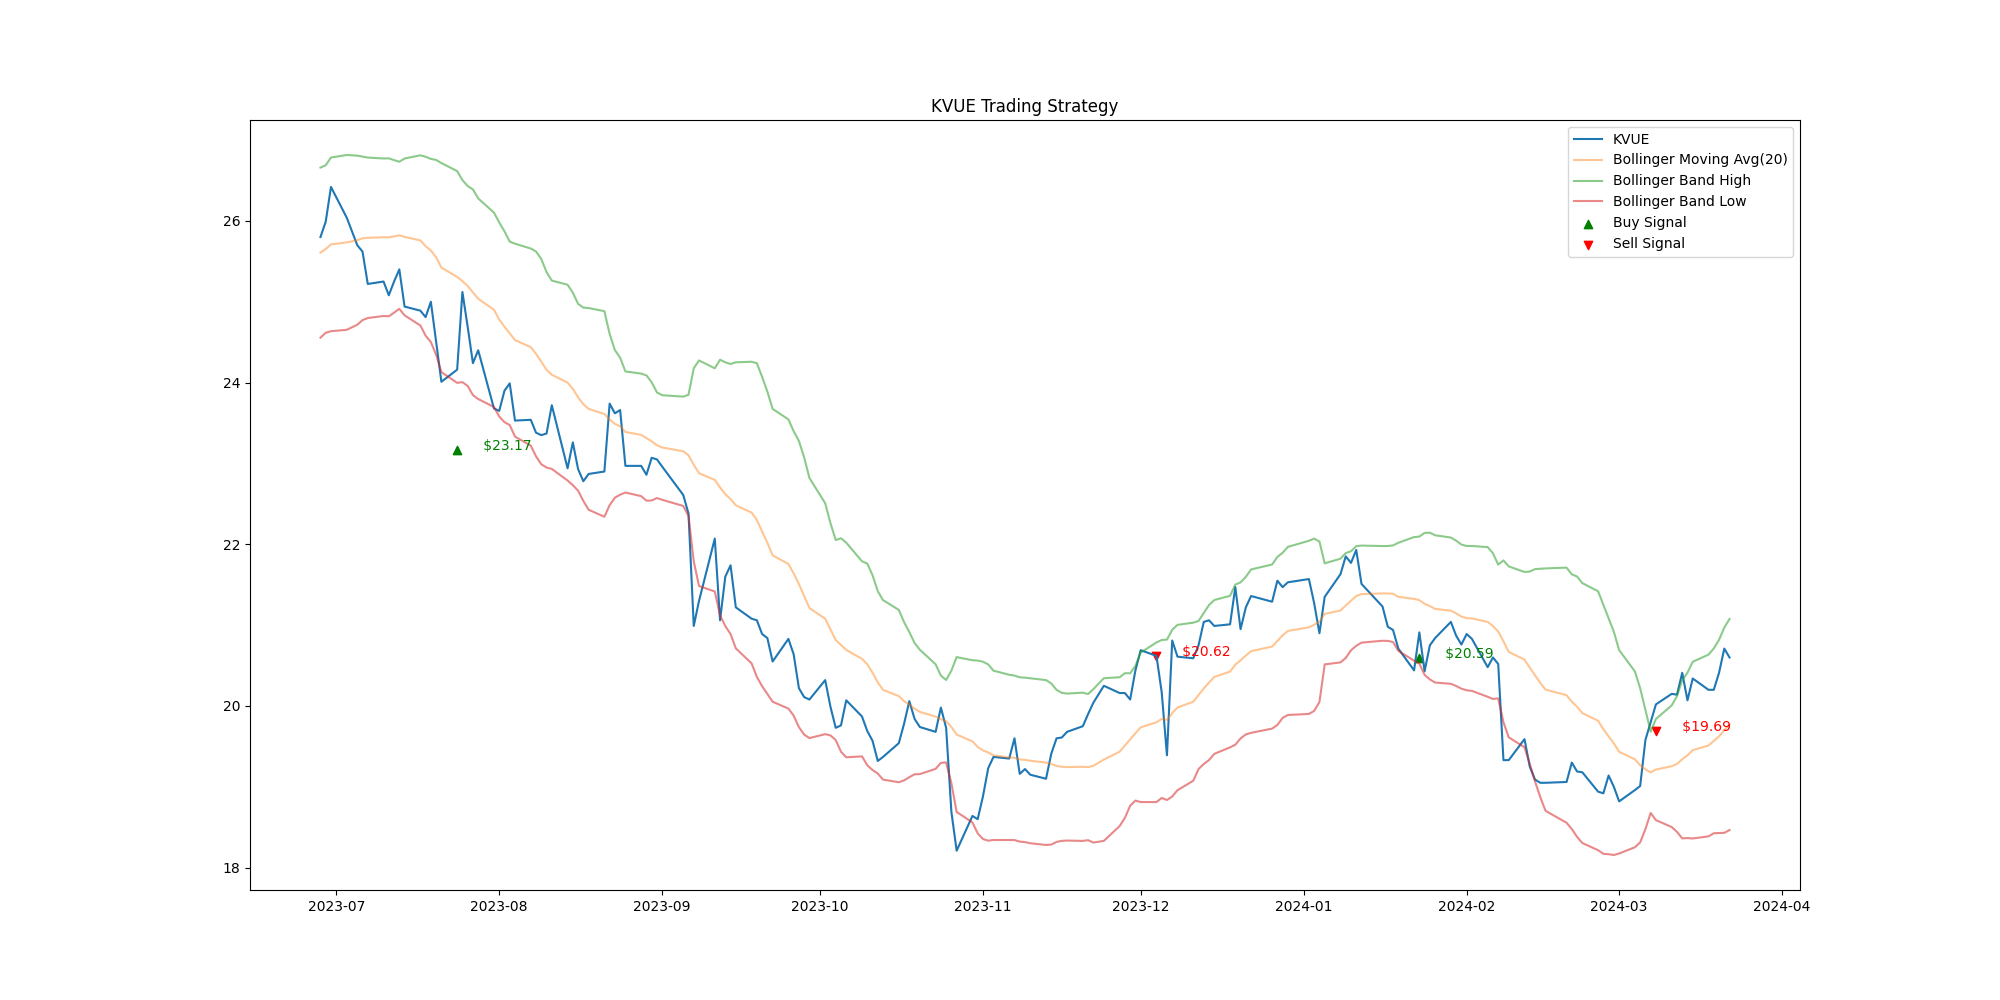 KVUE Trading Strategy
KVUE
Bollinger Moving Avg(20)
Bollinger Band High
Bollinger Band Low
Buy Signal
Sell Signal
26
24
22
20
18
$23.17
$20.62
$20.59
$19.69
2023-07 2023-08 2023-09 2023-10 2023-11 2023-12 2024-01 2024-02 2024-03 2024-04